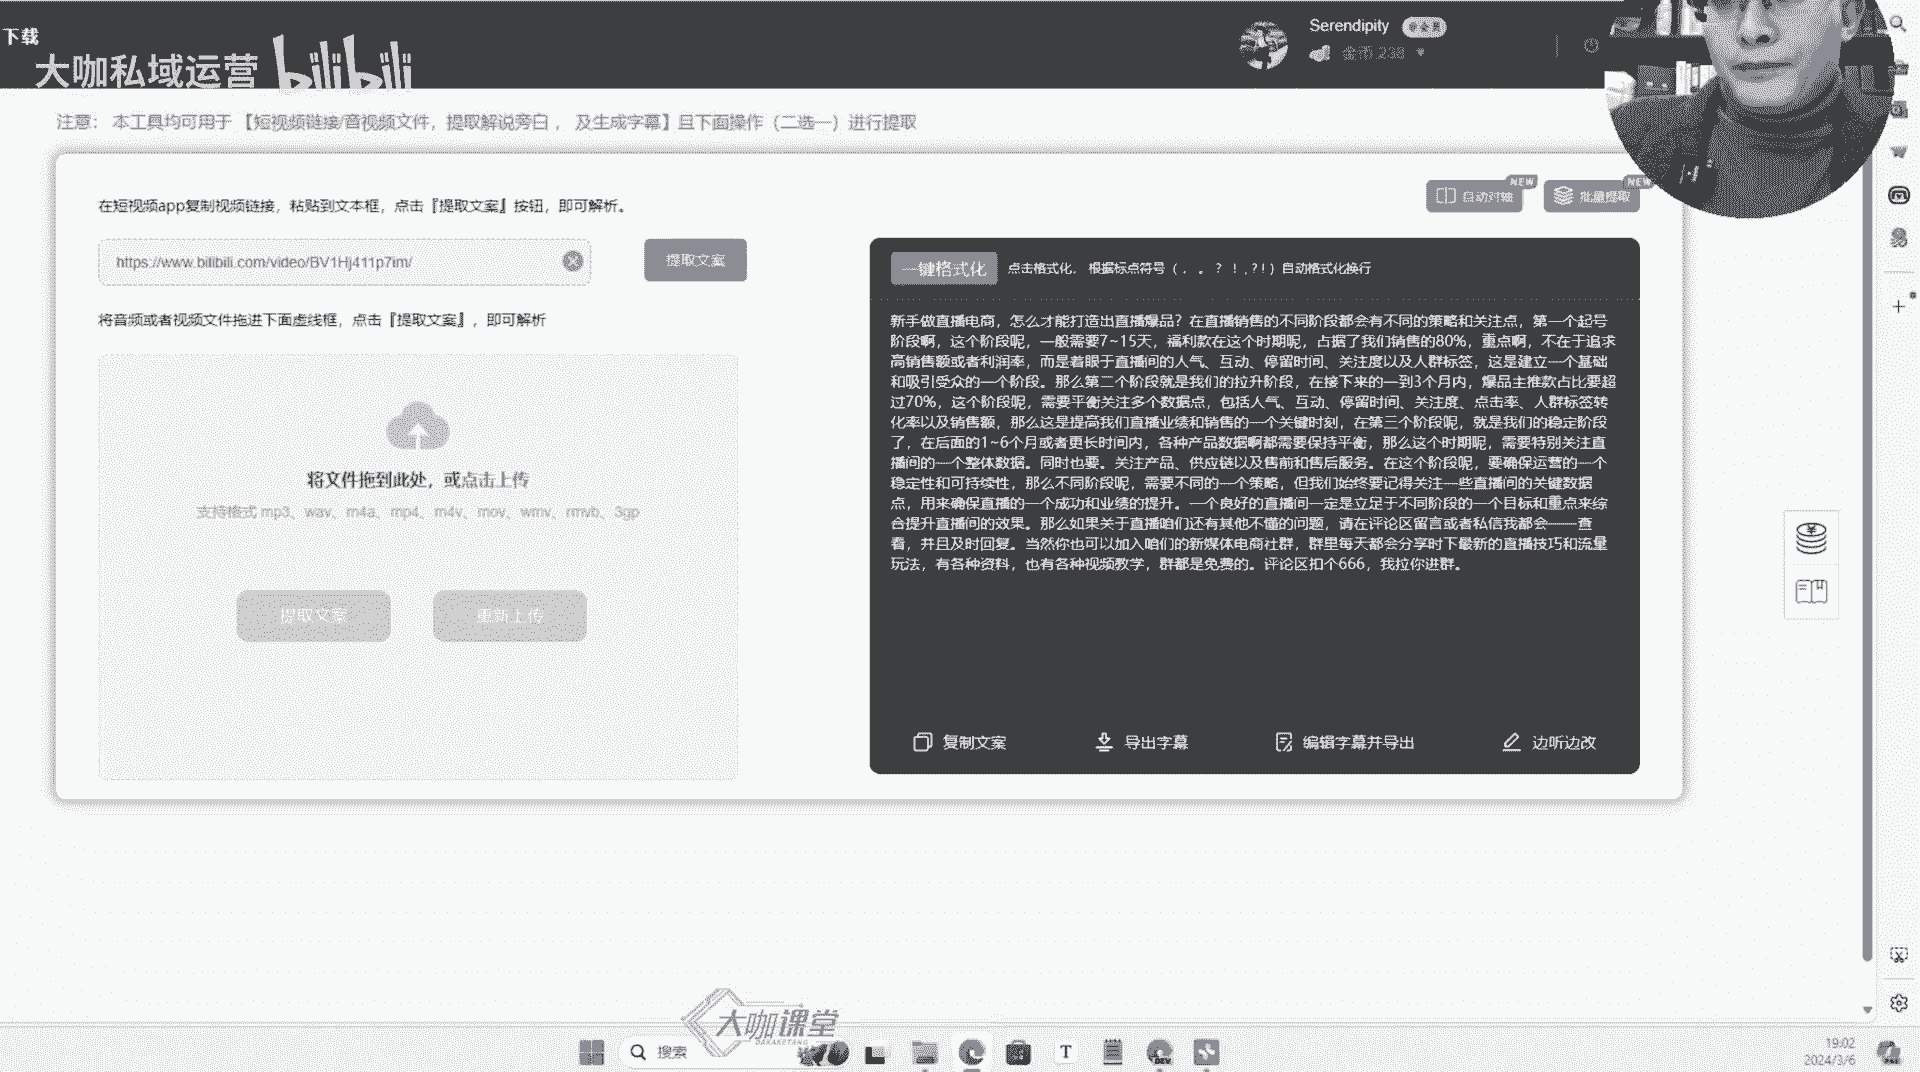 下载
大咖私域运营 bilibili
Serendipity
金币:238
注意： 本工具均可用于 【短视频链接/音视频文件，提取解说旁白 ， 及生成字幕】且下面操作（二选一）进行提取
在短视频app复制视频链接，粘贴到文本框，点击『提取文案』按钮，即可解析。
自动对轴 NEW
批量提取 NEW
https://www.bilibili.com/video/BV1Hj411p7im/
提取文案
将音频或者视频文件拖进下面虚线框，点击『提取文案』，即可解析
将文件拖到此处，或点击上传
支持格式 mp3、wav、m4a、mp4、m4v、mov、wmv、rmvb、3gp
提取文案
重新上传
一键格式化 点击格式化， 根据标点符号（ ．。？！,?!）自动格式化换行
新手做直播电商，怎么才能打造出直播爆品？在直播销售的不同阶段都会有不同的策略和关注点，第一个起号
阶段啊，这个阶段呢，一般需要7~15天，福利款在这个时期呢，占据了我们销售的80%，重点啊，不在于追求
高销售额或者利润率，而是着眼于直播间的人气、互动、停留时间、关注度以及人群标签，这是建立一个基础
和吸引受众的一个阶段。那么第二个阶段就是我们的拉升阶段，在接下来的一到3个月内，爆品主推款占比要超
过70%，这个阶段呢，需要平衡关注多个数据点，包括人气、互动、停留时间、关注度、点击率、人群标签转
化率以及销售额，那么这是提高我们直播业绩和销售的一个关键时刻，在第三个阶段呢，就是我们的稳定阶段
了，在后面的1~6个月或者更长时间内，各种产品数据啊都需要保持平衡，那么这个时期呢，需要特别关注直
播间的一个整体数据。同时也要。关注产品、供应链以及售前和售后服务。在这个阶段呢，要确保运营的一个
稳定性和可持续性，那么不同阶段呢，需要不同的一个策略，但我们始终要记得关注一些直播间的关键数据
点，用来确保直播的一个成功和业绩的提升。一个良好的直播间一定是立足于不同阶段的一个目标和重点来综
合提升直播间的效果。那么如果关于直播咱们还有其他不懂的问题，请在评论区留言或者私信我都会一一查
看，并且及时回复。当然你也可以加入咱们的新媒体电商社群，群里每天都会分享时下最新的直播技巧和流量
玩法，有各种资料，也有各种视频教学，群都是免费的。评论区扣个666，我拉你进群。
复制文案
导出字幕
编辑字幕并导出
边听边改
大咖课堂
DAKAKETANG
搜索
T
DEV
19:02
2024/3/6